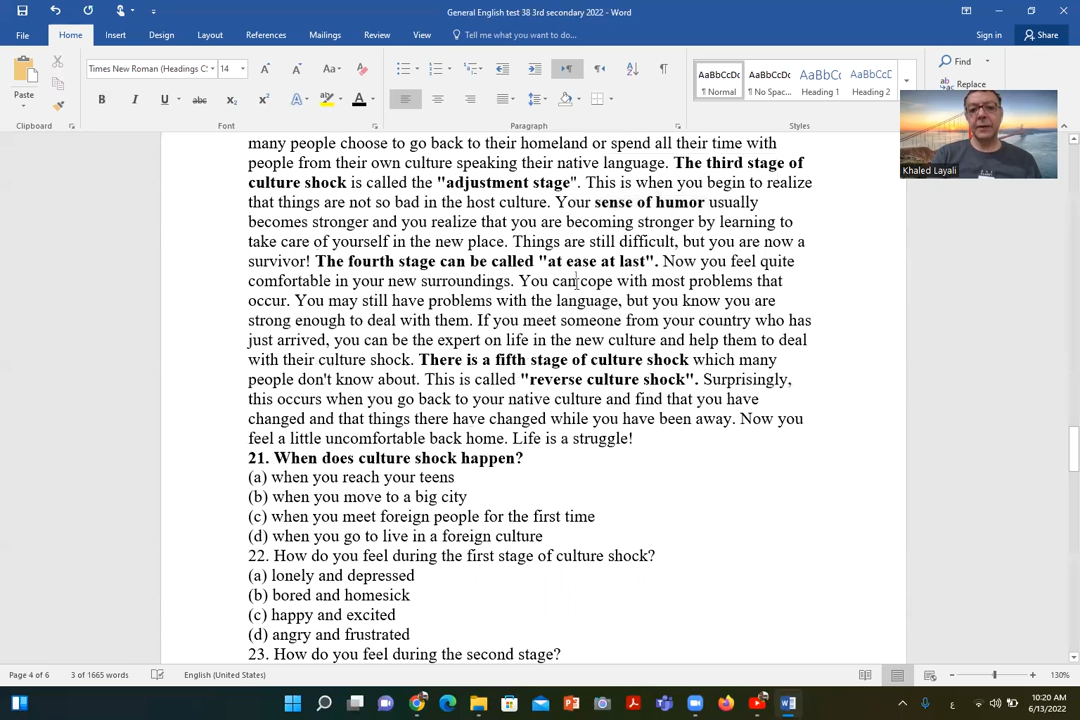 General English test 38 3rd secondary 2022 - Word
File Home Insert Design Layout References Mailings Review View Tell me what you want to do... Sign in Share
Paste
Times New Roman (Headings C: 14
Aa
B I U abc x₂ x² A A
AaBbCcDc AaBbCcDc AaBbCc AaBbCcD
¶ Normal ¶ No Spac... Heading 1 Heading 2
Find
Replace
Clipboard Font Paragraph Styles
Khaled Layali
many people choose to go back to their homeland or spend all their time with
people from their own culture speaking their native language. The third stage of
culture shock is called the "adjustment stage". This is when you begin to realize
that things are not so bad in the host culture. Your sense of humor usually
becomes stronger and you realize that you are becoming stronger by learning to
take care of yourself in the new place. Things are still difficult, but you are now a
survivor! The fourth stage can be called "at ease at last". Now you feel quite
comfortable in your new surroundings. You can cope with most problems that
occur. You may still have problems with the language, but you know you are
strong enough to deal with them. If you meet someone from your country who has
just arrived, you can be the expert on life in the new culture and help them to deal
with their culture shock. There is a fifth stage of culture shock which many
people don't know about. This is called "reverse culture shock". Surprisingly,
this occurs when you go back to your native culture and find that you have
changed and that things there have changed while you have been away. Now you
feel a little uncomfortable back home. Life is a struggle!
21. When does culture shock happen?
(a) when you reach your teens
(b) when you move to a big city
(c) when you meet foreign people for the first time
(d) when you go to live in a foreign culture
22. How do you feel during the first stage of culture shock?
(a) lonely and depressed
(b) bored and homesick
(c) happy and excited
(d) angry and frustrated
23. How do you feel during the second stage?
Page 4 of 6 3 of 1665 words English (United States) 130%
ع 10:20 AM
6/13/2022